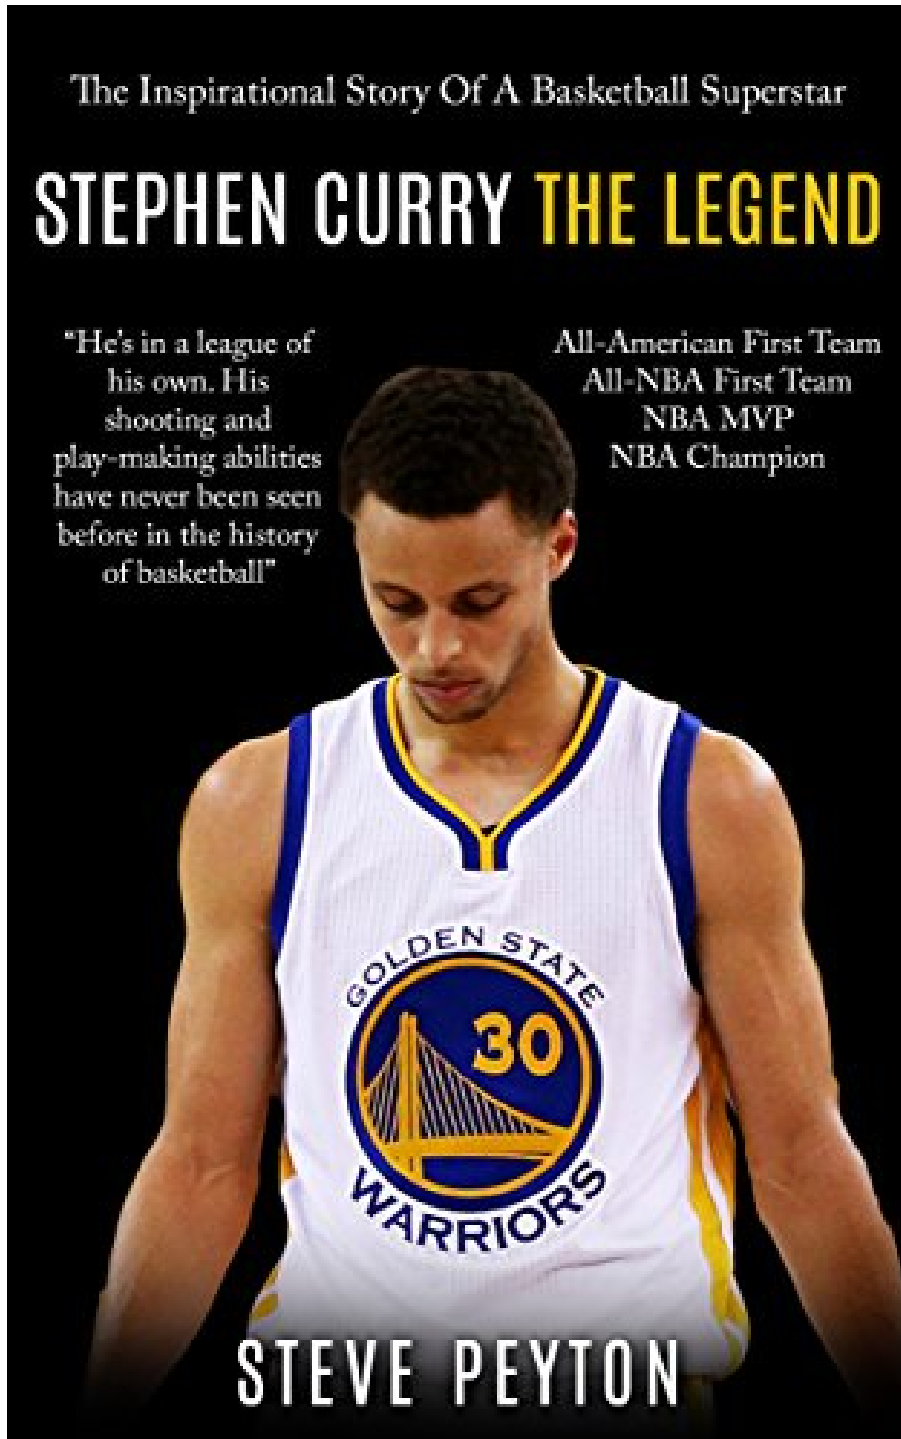 The Inspirational Story Of A Basketball Superstar
STEPHEN CURRY THE LEGEND
“He's in a league of
his own. His
shooting and
play-making abilities
have never been seen
before in the history
of basketball”
All-American First Team
All-NBA First Team
NBA MVP
NBA Champion
GOLDEN STATE
30
WARRIORS
STEVE PEYTON